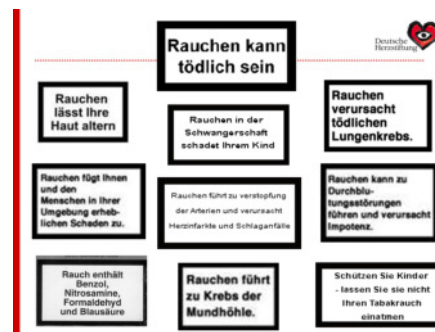 Deutsche
Herzstiftung
Rauchen kann
tödlich sein
Rauchen
lässt Ihre
Haut altern
Rauchen in der
Schwangerschaft
schadet Ihrem Kind
Rauchen
verursacht
tödlichen
Lungenkrebs.
Rauchen fügt Ihnen
und den
Menschen in Ihrer
Umgebung erheb-
lichen Schaden zu.
Rauchen führt zu verstopfung
der Arterien und verursacht
Herzinfarkte und Schlaganfälle
Rauchen kann zu
Durchblu-
tungsstörungen
führen und verursacht
Impotenz.
Rauch enthält
Benzol,
Nitrosamine,
Formaldehyd
und Blausäure
Rauchen führt
zu Krebs der
Mundhöhle.
Schützen Sie Kinder
- lassen Sie sie nicht
Ihren Tabakrauch
einatmen